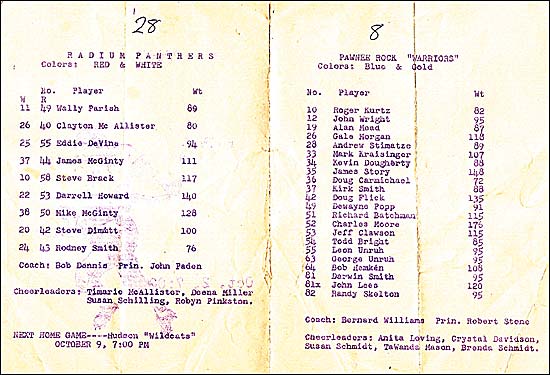 28
RADIUM PANTHERS
Colors: RED & WHITE
No. Player Wt
W R
11 49 Wally Parish 89
26 40 Clayton Mc Allister 80
25 55 Eddie DeVine 94
37 44 James McGinty 111
10 58 Steve Brack 117
22 53 Darrell Howard 140
38 50 Mike McGinty 128
20 42 Steve Dimitt 100
24 43 Rodney Smith 76
Coach: Bob Dennis Prin. John Paden
Cheerleaders: Timarie McAllister, Deena Miller
Susan Schilling, Robyn Pinkston.
NEXT HOME GAME----Hudson "Wildcats"
OCTOBER 9, 7:00 PM
8
PAWNEE ROCK "WARRIORS"
Colors: Blue & Gold
No. Player Wt
10 Roger Kurtz 82
12 John Wright 95
19 Alan Mead 87
26 Gale Norgan 118
28 Andrew Stimatze 89
33 Mark Kraisinger 107
34 Kevin Dougherty 88
35 James Story 148
36 Doug Carmichael 72
37 Kirk Smith 88
42 Doug Flick 135
49 Dewayne Popp 91
51 Richard Batchman 115
52 Charles Moore 176
53 Jeff Clawson 115
54 Todd Bright 85
55 Leon Unruh 95
63 George Unruh 95
64 Bob Hemken 108
81 Derwin Smith 95
81x John Lees 120
82 Randy Skelton 95
Coach: Bernard Williams Prin. Robert Stone
Cheerleaders: Anita Loving, Crystal Davidson,
Susan Schmidt, TaWanda Mason, Brenda Schmidt.